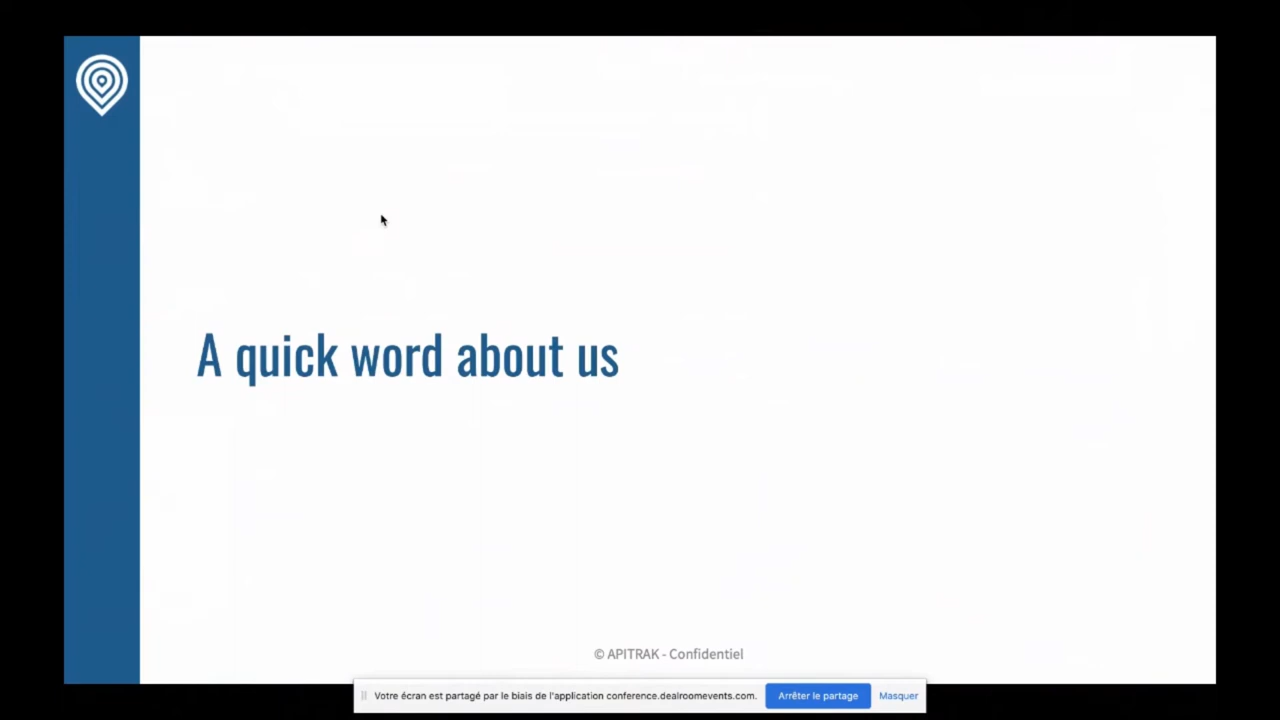 A quick word about us
© APITRAK - Confidentiel
Votre écran est partagé par le biais de l'application conference.dealroomevents.com. Arrêter le partage Masquer